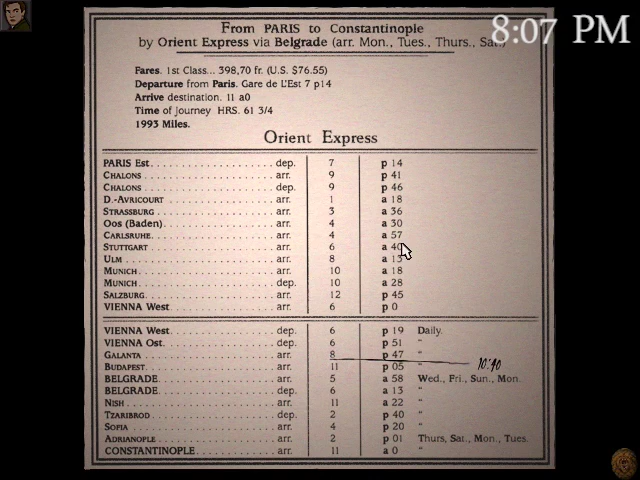 8:07 PM
From PARIS to Constantinople
by Orient Express via Belgrade (arr. Mon., Tues., Thurs., Sat.)
Fares. 1st Class... 398,70 fr. (U.S. $76.55)
Departure from Paris. Gare de L'Est 7 p14
Arrive destination. 11 a0
Time of Journey HRS. 61 3/4
1993 Miles.
Orient Express
PARIS Est. dep. 7 p 14
CHALONS arr. 9 p 41
CHALONS dep. 9 p 46
D.-AVRICOURT arr. 1 a 18
STRASSBURG arr. 3 a 36
Oos (Baden) arr. 4 a 30
CARLSRUHE arr. 4 a 57
STUTTGART arr. 6 a 40
ULM arr. 8 a 13
MUNICH arr. 10 a 18
MUNICH dep. 10 a 28
SALZBURG arr. 12 p 45
VIENNA West arr. 6 p 0
VIENNA West dep. 6 p 19 Daily.
VIENNA Ost. dep. 6 p 51 "
GALANTA arr. 8 p 47 "
BUDAPEST arr. 11 p 05 " 10:40
BELGRADE arr. 5 a 58 Wed., Fri., Sun., Mon.
BELGRADE dep. 6 a 13 "
NISH arr. 11 a 22 "
TZARIBROD dep. 2 p 40 "
SOFIA arr. 4 p 20 "
ADRIANOPLE arr. 2 p 01 Thurs, Sat., Mon., Tues.
CONSTANTINOPLE arr. 11 a 0 "